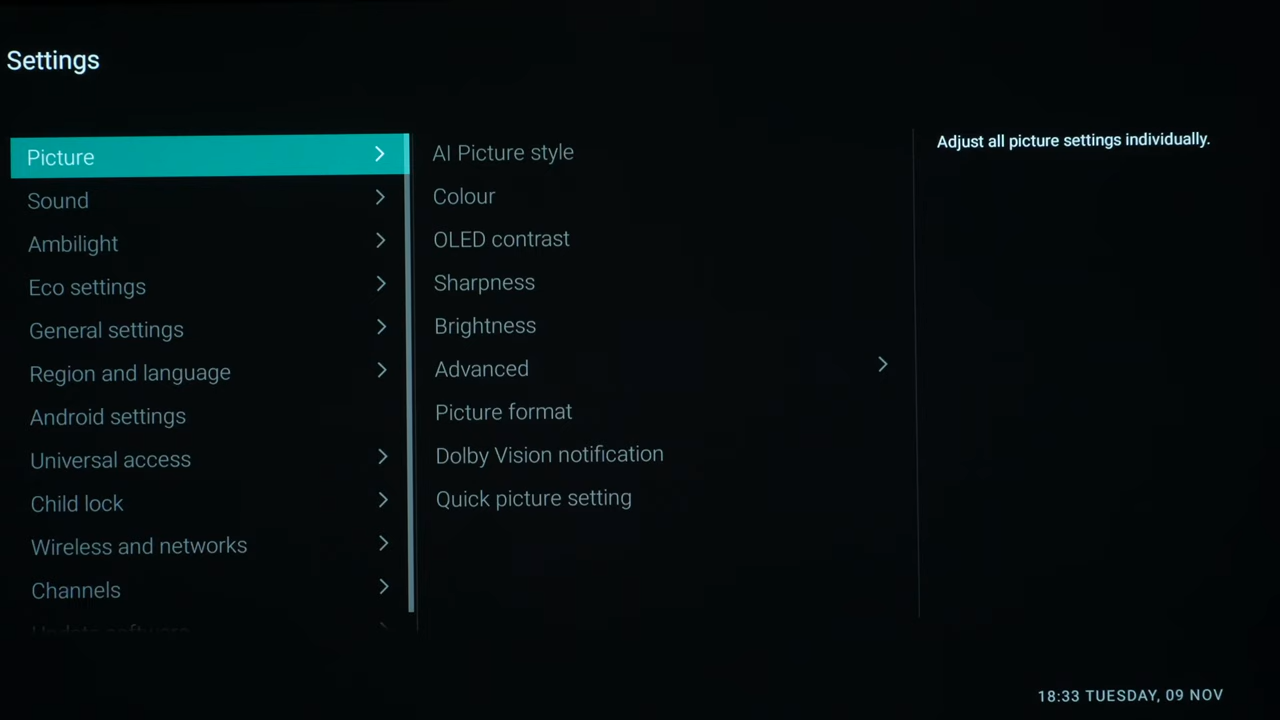 Settings
Picture
Sound
Ambilight
Eco settings
General settings
Region and language
Android settings
Universal access
Child lock
Wireless and networks
Channels
Update software
AI Picture style
Colour
OLED contrast
Sharpness
Brightness
Advanced
Picture format
Dolby Vision notification
Quick picture setting
Adjust all picture settings individually.
18:33 TUESDAY, 09 NOV